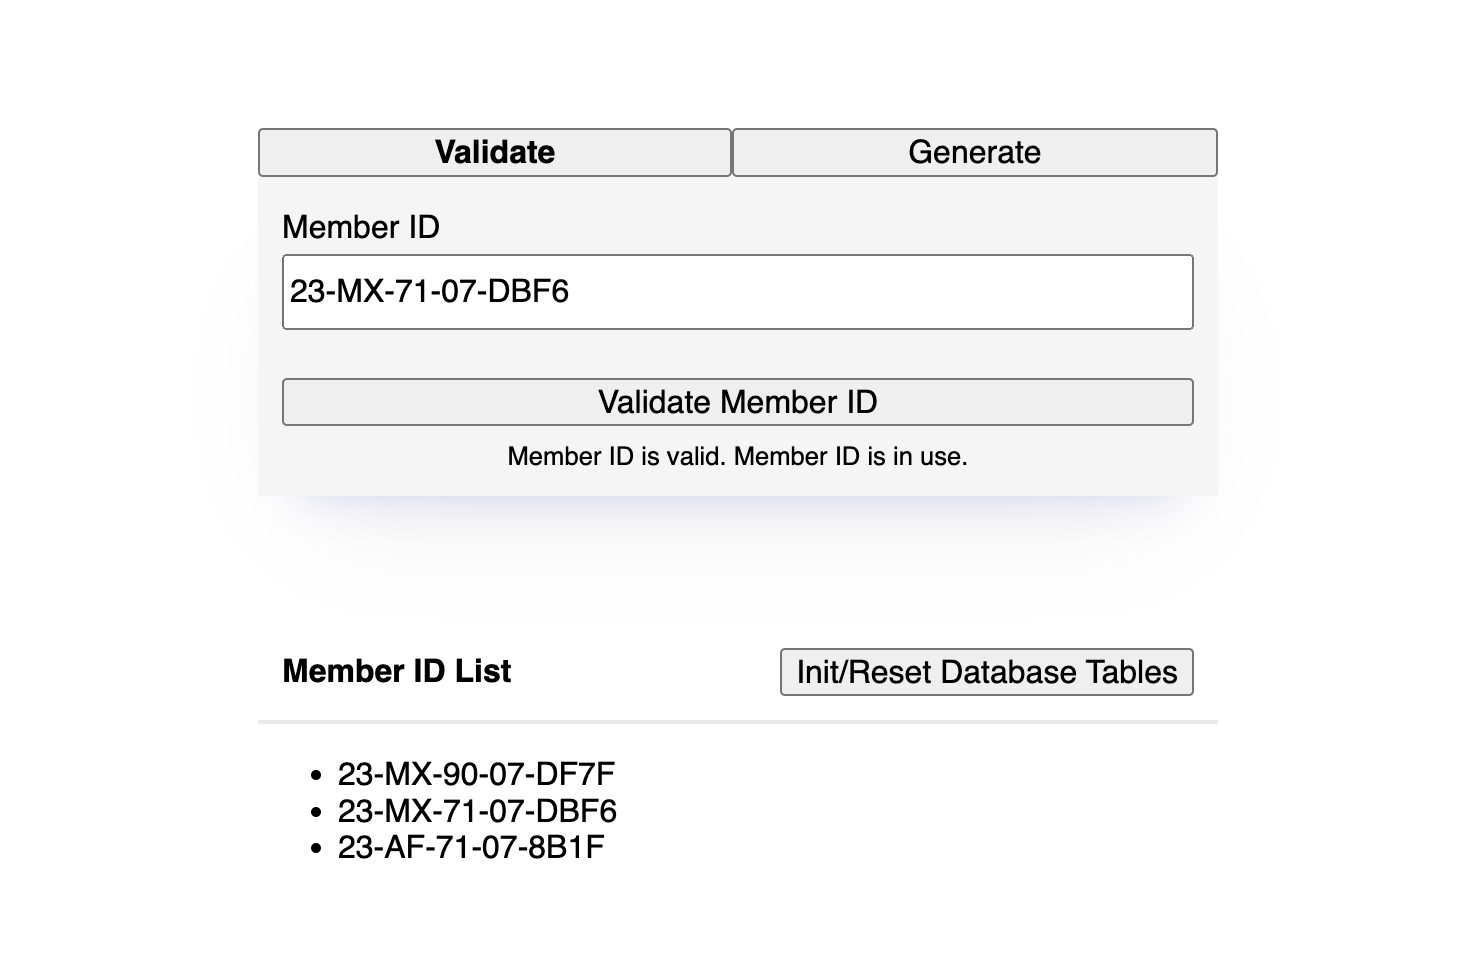 Validate Generate
Member ID
23-MX-71-07-DBF6
Validate Member ID
Member ID is valid. Member ID is in use.
Member ID List Init/Reset Database Tables
23-MX-90-07-DF7F
23-MX-71-07-DBF6
23-AF-71-07-8B1F